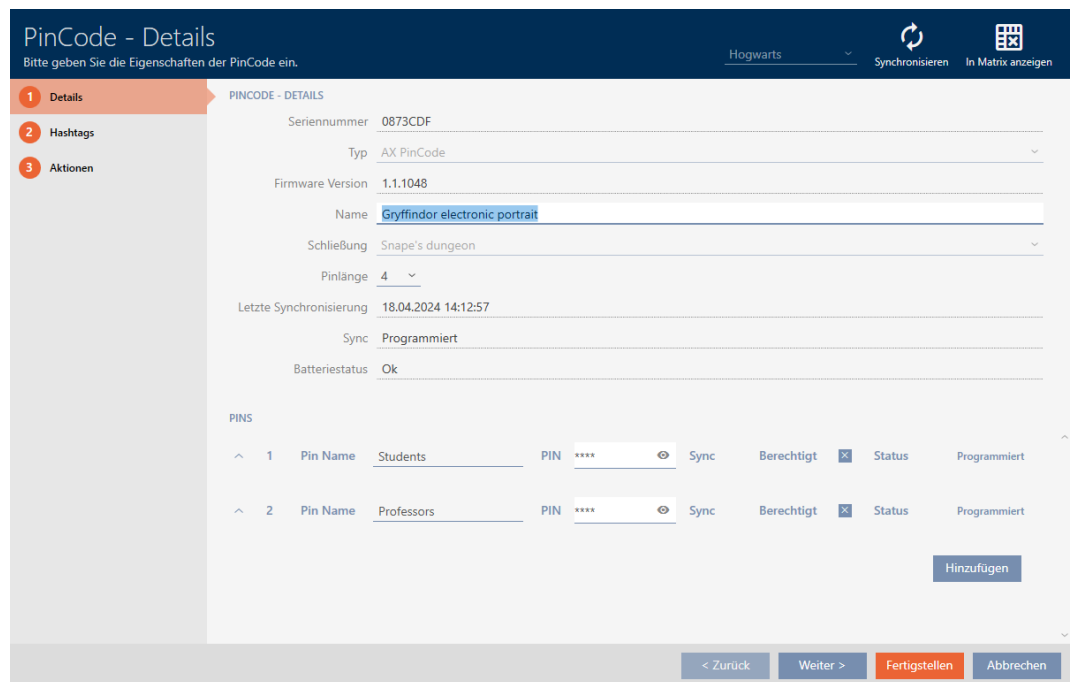 PinCode - Details
Bitte geben Sie die Eigenschaften der PinCode ein.
Hogwarts
Synchronisieren
In Matrix anzeigen
1 Details
2 Hashtags
3 Aktionen
PINCODE - DETAILS
Seriennummer 0873CDF
Typ AX PinCode
Firmware Version 1.1.1048
Name Gryffindor electronic portrait
Schließung Snape's dungeon
Pinlänge 4
Letzte Synchronisierung 18.04.2024 14:12:57
Sync Programmiert
Batteriestatus Ok
PINS
1 Pin Name Students PIN **** Sync Berechtigt Status Programmiert
2 Pin Name Professors PIN **** Sync Berechtigt Status Programmiert
Hinzufügen
< Zurück Weiter > Fertigstellen Abbrechen